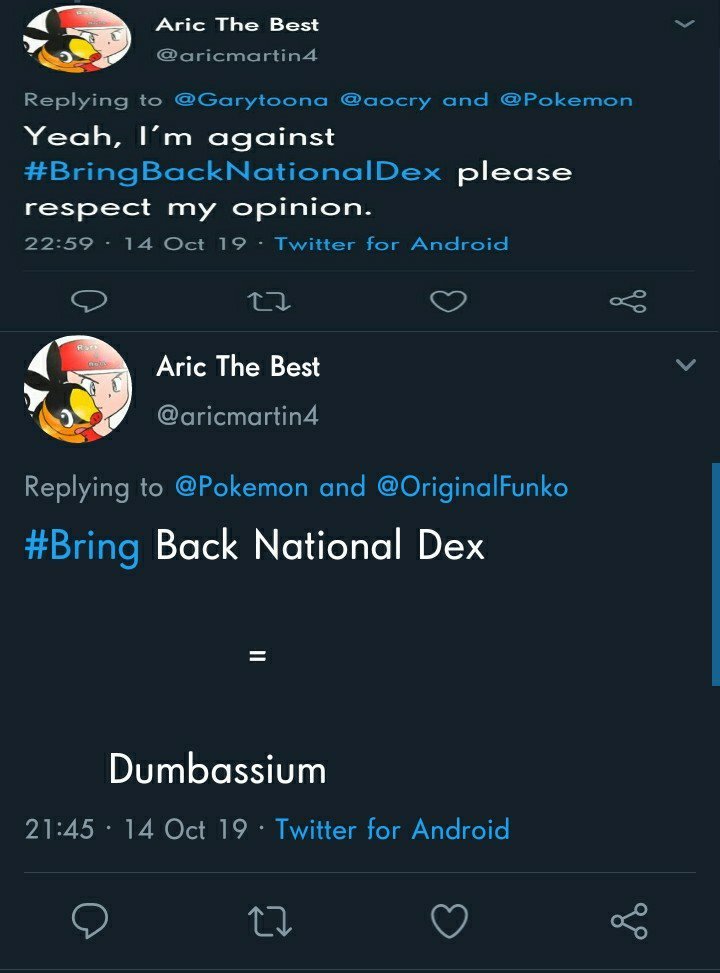 Aric The Best
@aricmartin4
Replying to @Garytoona @aocry and @Pokemon
Yeah, I'm against
#BringBackNationalDex please
respect my opinion.
22:59 · 14 Oct 19 · Twitter for Android
Aric The Best
@aricmartin4
Replying to @Pokemon and @OriginalFunko
#Bring Back National Dex
=
Dumbassium
21:45 · 14 Oct 19 · Twitter for Android